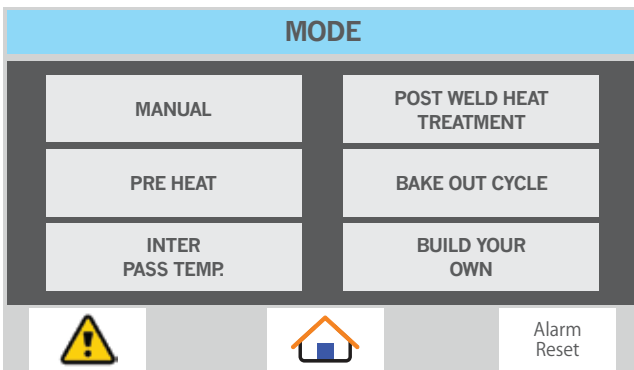 MODE
MANUAL
POST WELD HEAT
TREATMENT
PRE HEAT
BAKE OUT CYCLE
INTER
PASS TEMP.
BUILD YOUR
OWN
Alarm
Reset